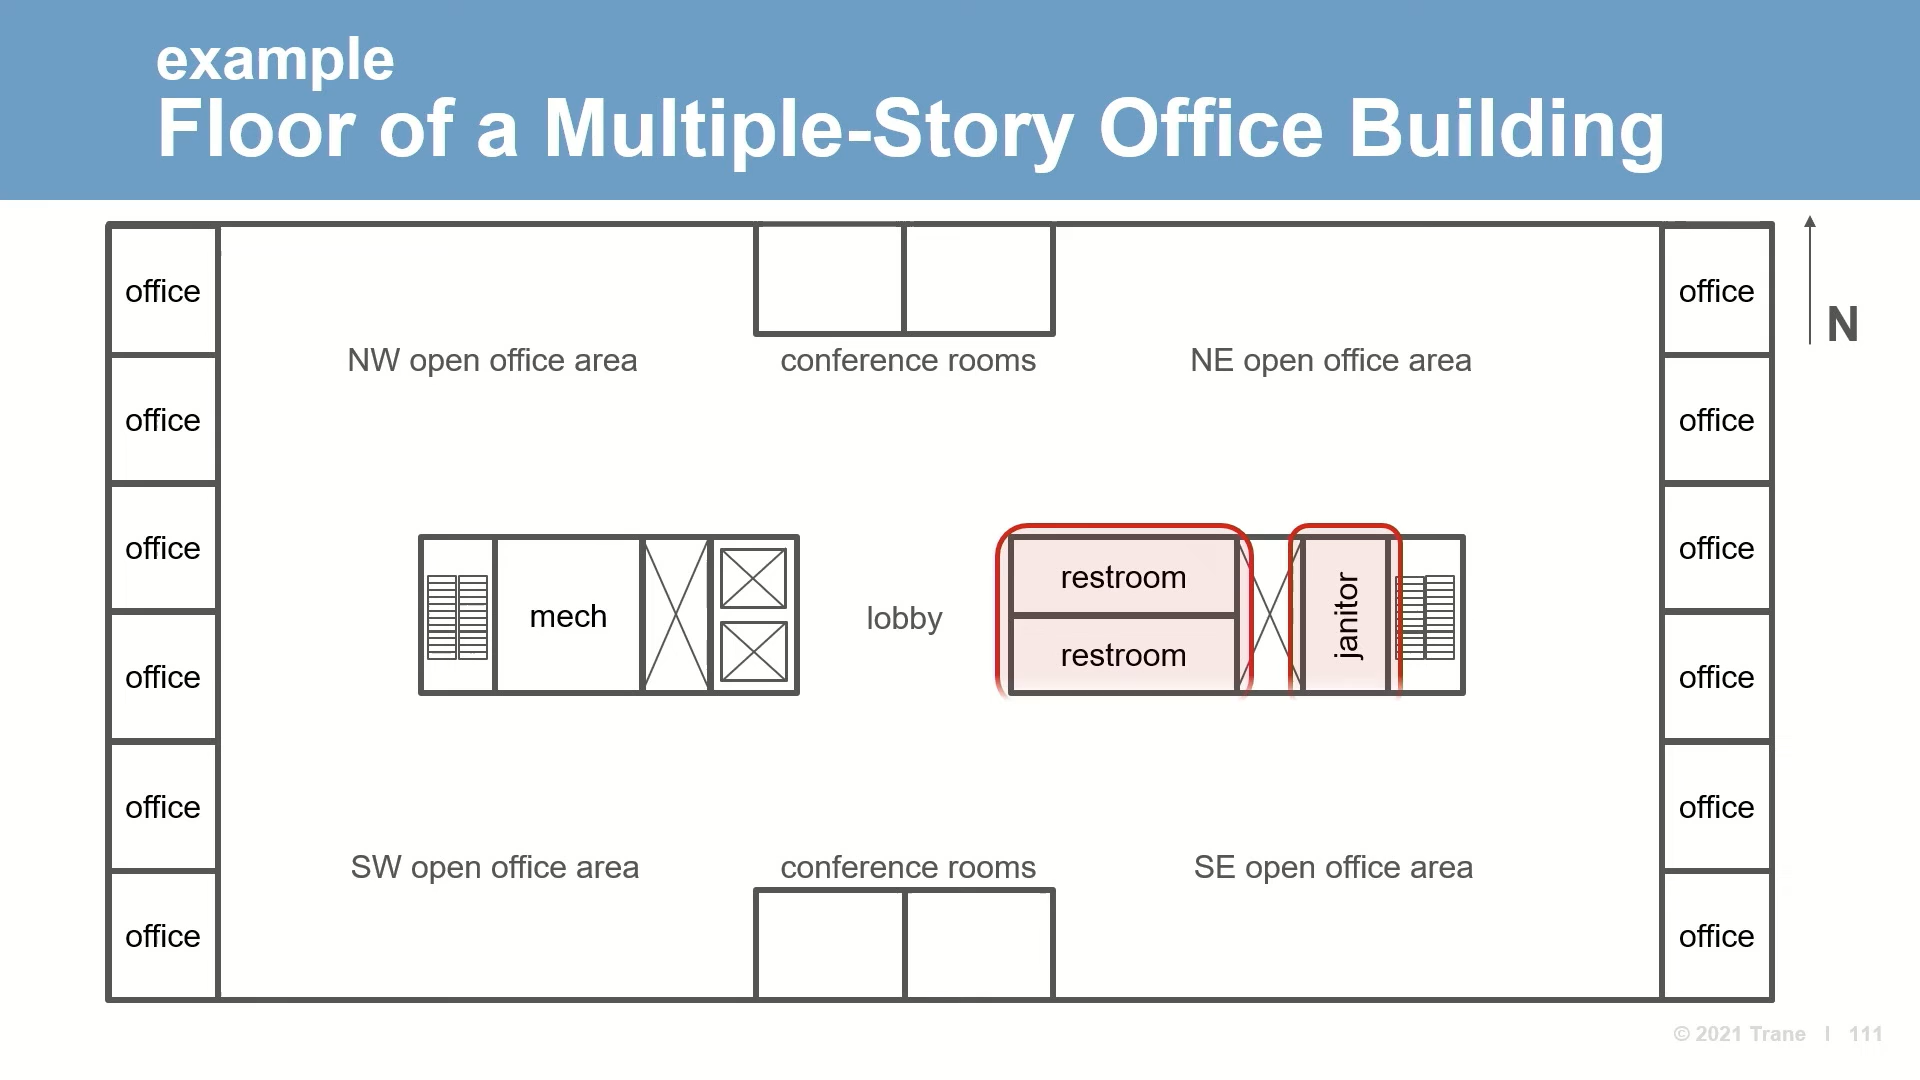 example
Floor of a Multiple-Story Office Building
office
office
N
NW open office area
conference rooms
NE open office area
office
office
office
office
mech
lobby
restroom
restroom
janitor
office
office
office
office
SW open office area
conference rooms
SE open office area
office
office
© 2021 Trane | 111